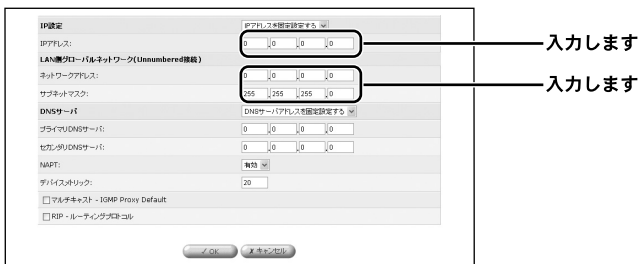 IP設定 IPアドレスを固定設定する
IPアドレス: 0 .0 .0 .0 入力します
LAN側グローバルネットワーク(Unnumbered接続)
ネットワークアドレス: 0 .0 .0 .0 入力します
サブネットマスク: 255 .255 .255 .0
DNSサーバ DNSサーバアドレスを固定設定する
プライマリDNSサーバ: 0 .0 .0 .0
セカンダリDNSサーバ: 0 .0 .0 .0
NAPT: 有効
デバイスメトリック: 20
マルチキャスト - IGMP Proxy Default
RIP - ルーティングプロトコル
✓ OK ✗ キャンセル